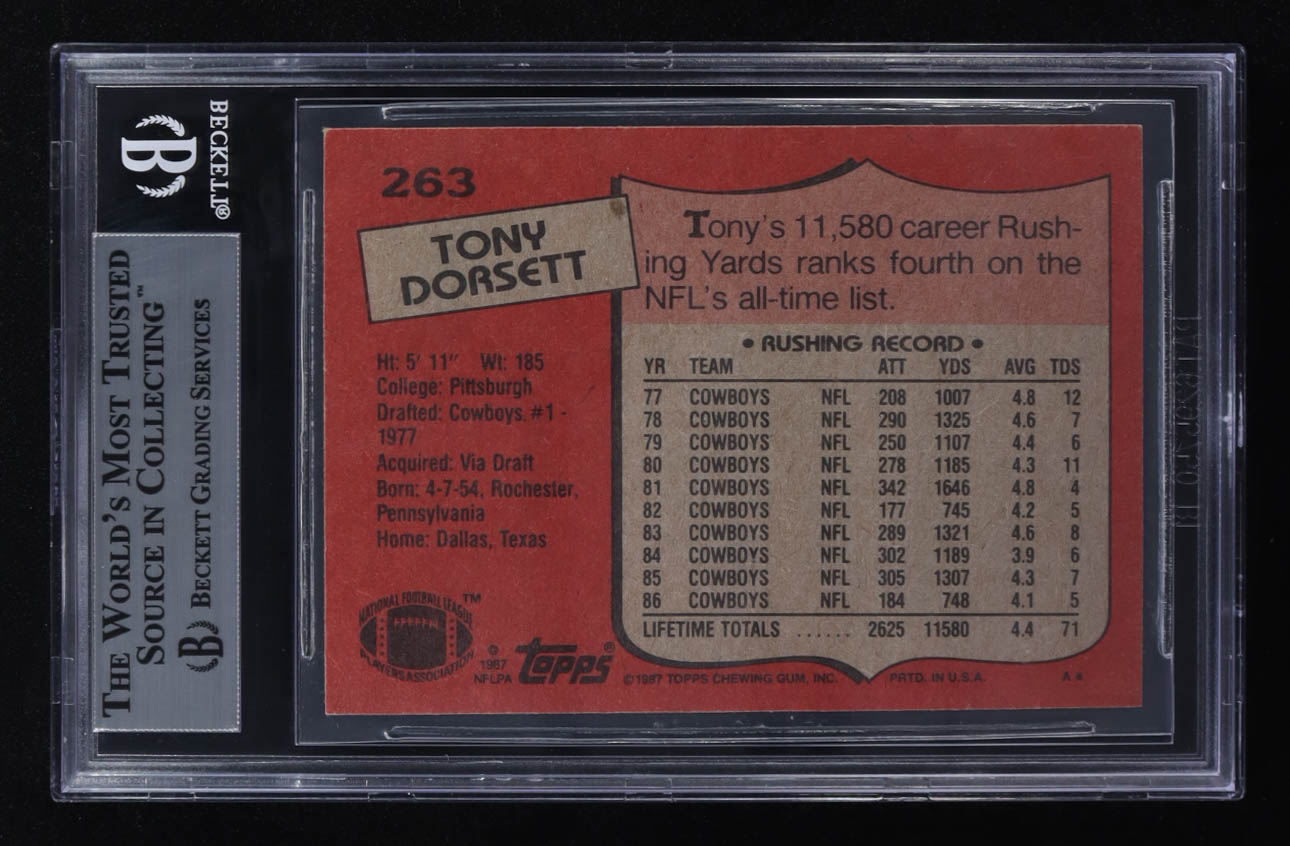 BECKETT®
B
THE WORLD'S MOST TRUSTED
SOURCE IN COLLECTING™
B BECKETT GRADING SERVICES
263
TONY
DORSETT
Ht: 5' 11" Wt: 185
College: Pittsburgh
Drafted: Cowboys, #1 -
1977
Acquired: Via Draft
Born: 4-7-54, Rochester,
Pennsylvania
Home: Dallas, Texas
NATIONAL FOOTBALL LEAGUE ™
PLAYERS ASSOCIATION
© 1987 NFLPA
topps®
Tony's 11,580 career Rush-
ing Yards ranks fourth on the
NFL's all-time list.
• RUSHING RECORD •
YR TEAM ATT YDS AVG TDS
77 COWBOYS NFL 208 1007 4.8 12
78 COWBOYS NFL 290 1325 4.6 7
79 COWBOYS NFL 250 1107 4.4 6
80 COWBOYS NFL 278 1185 4.3 11
81 COWBOYS NFL 342 1646 4.8 4
82 COWBOYS NFL 177 745 4.2 5
83 COWBOYS NFL 289 1321 4.6 8
84 COWBOYS NFL 302 1189 3.9 6
85 COWBOYS NFL 305 1307 4.3 7
86 COWBOYS NFL 184 748 4.1 5
LIFETIME TOTALS ...... 2625 11580 4.4 71
©1987 TOPPS CHEWING GUM, INC. PRTD. IN U.S.A. A*